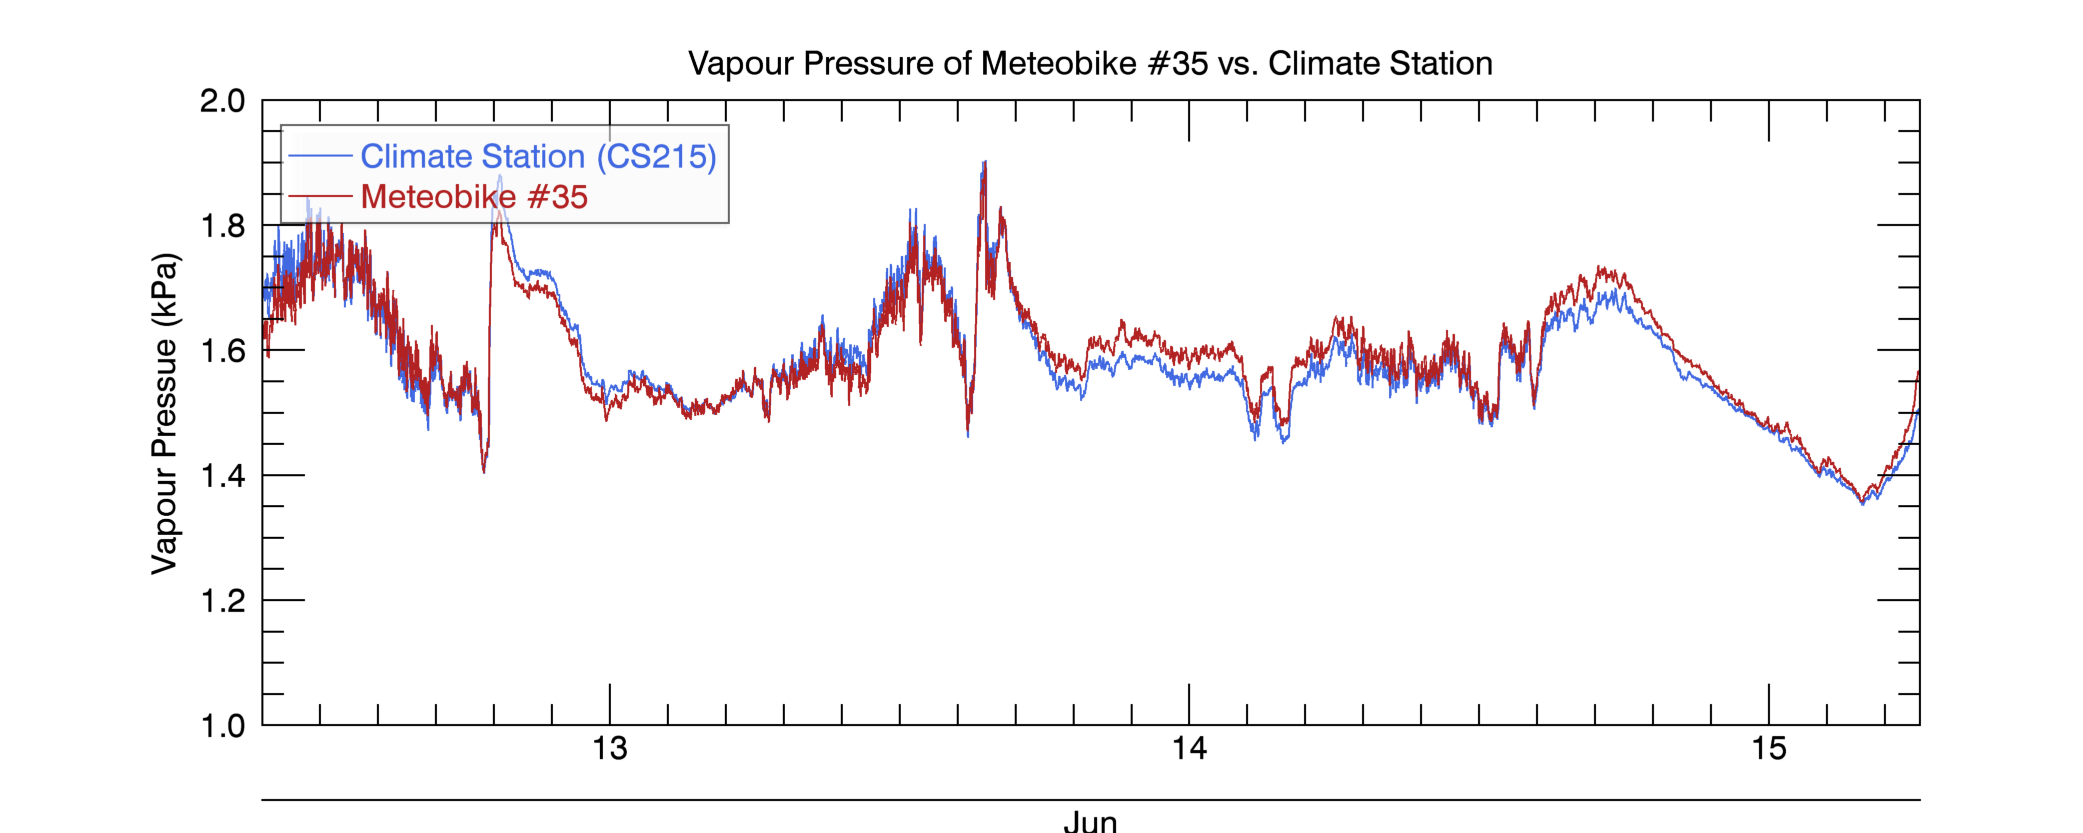 Vapour Pressure of Meteobike #35 vs. Climate Station
2.0
Climate Station (CS215)
Meteobike #35
1.8
1.6
1.4
1.2
1.0
Vapour Pressue (kPa)
13 14 15
Jun